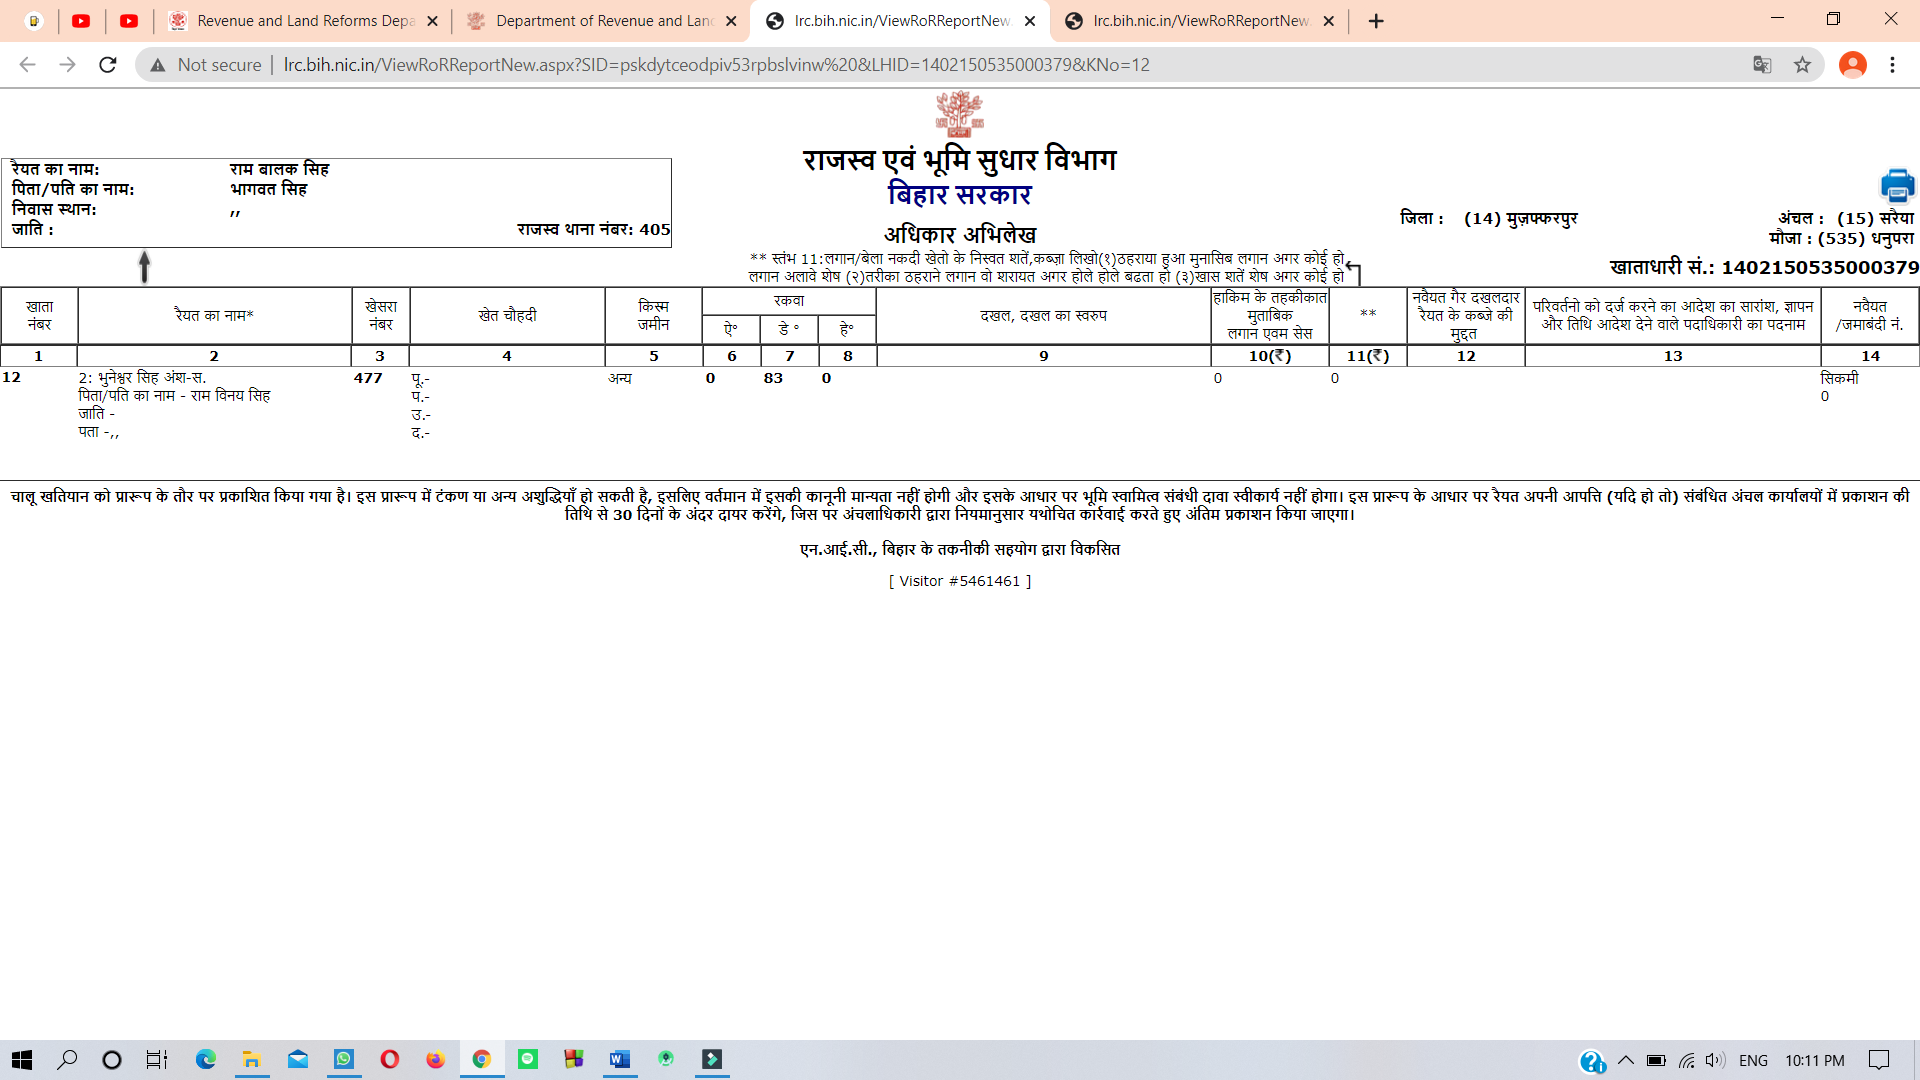 Revenue and Land Reforms Depa
Department of Revenue and Lan
lrc.bih.nic.in/ViewRoRReportNew.
lrc.bih.nic.in/ViewRoRReportNew.
Not secure
lrc.bih.nic.in/ViewRoRReportNew.aspx?SID=pskdytceodpiv53rpbslvinw%20&LHID=1402150535000379&KNo=12
राजस्व एवं भूमि सुधार विभाग
बिहार सरकार
अधिकार अभिलेख
रैयत का नाम: राम बालक सिंह
पिता/पति का नाम: भागवत सिंह
निवास स्थान: ,,
जाति : राजस्व थाना नंबर: 405
जिला : (14) मुज़फ्फरपुर
अंचल : (15) सरैया
मौजा : (535) धनुपरा
** स्तंभ 11:लगान/बेला नकदी खेतो के निस्वत शर्तें,कब्ज़ा लिखो(१)ठहराया हुआ मुनासिब लगान अगर कोई हो
लगान अलावे शेष (२)तरीका ठहराने लगान वो शरायत अगर होले होले बढता हो (३)खास शर्तें शेष अगर कोई हो
खाताधारी सं.: 1402150535000379
खाता नंबर
रैयत का नाम*
खेसरा नंबर
खेत चौहदी
किस्म जमीन
रकवा
ऐ° डे ° हे°
दखल, दखल का स्वरुप
हाकिम के तहकीकात मुताबिक लगान एवम सेस
**
नवैयत गैर दखलदार रैयत के कब्जे की मुद्दत
परिवर्तनो को दर्ज करने का आदेश का सारांश, ज्ञापन और तिथि आदेश देने वाले पदाधिकारी का पदनाम
नवैयत /जमाबंदी नं.
1 2 3 4 5 6 7 8 9 10(₹) 11(₹) 12 13 14
12 2: भुनेश्वर सिंह अंश-स. 477 पू.- अन्य 0 83 0 0 0 सिकमी
पिता/पति का नाम - राम विनय सिंह प.- 0
जाति - उ.-
पता -,, द.-
चालू खतियान को प्रारूप के तौर पर प्रकाशित किया गया है। इस प्रारूप में टंकण या अन्य अशुद्धियाँ हो सकती है, इसलिए वर्तमान में इसकी कानूनी मान्यता नहीं होगी और इसके आधार पर भूमि स्वामित्व संबंधी दावा स्वीकार्य नहीं होगा। इस प्रारूप के आधार पर रैयत अपनी आपत्ति (यदि हो तो) संबंधित अंचल कार्यालयों में प्रकाशन की
तिथि से 30 दिनों के अंदर दायर करेंगे, जिस पर अंचलाधिकारी द्वारा नियमानुसार यथोचित कार्रवाई करते हुए अंतिम प्रकाशन किया जाएगा।
एन.आई.सी., बिहार के तकनीकी सहयोग द्वारा विकसित
[ Visitor #5461461 ]
ENG 10:11 PM